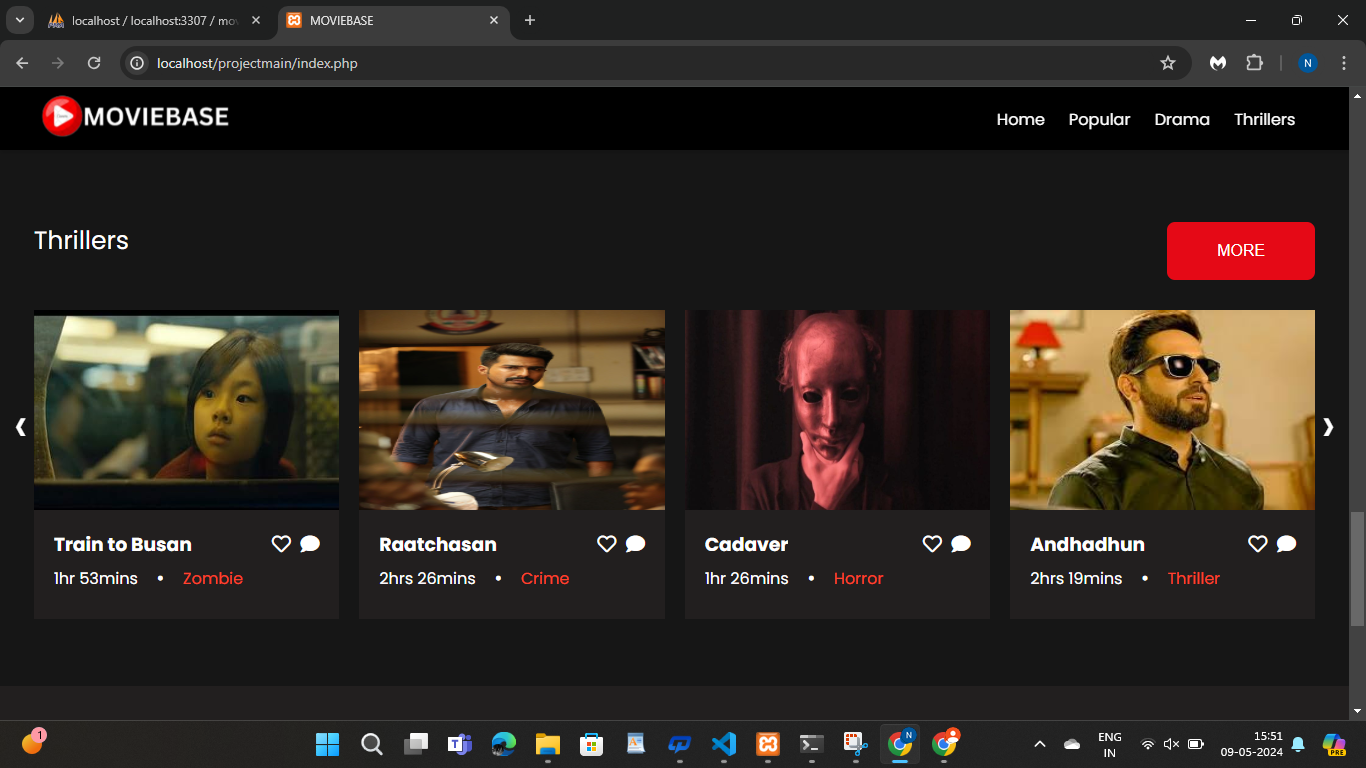 localhost / localhost:3307 / mov
MOVIEBASE
localhost/projectmain/index.php
N
MOVIEBASE
Home Popular Drama Thrillers
Thrillers
MORE
Train to Busan
1hr 53mins • Zombie
Raatchasan
2hrs 26mins • Crime
Cadaver
1hr 26mins • Horror
Andhadhun
2hrs 19mins • Thriller
1
N
ENG
IN
15:51
09-05-2024
PRE